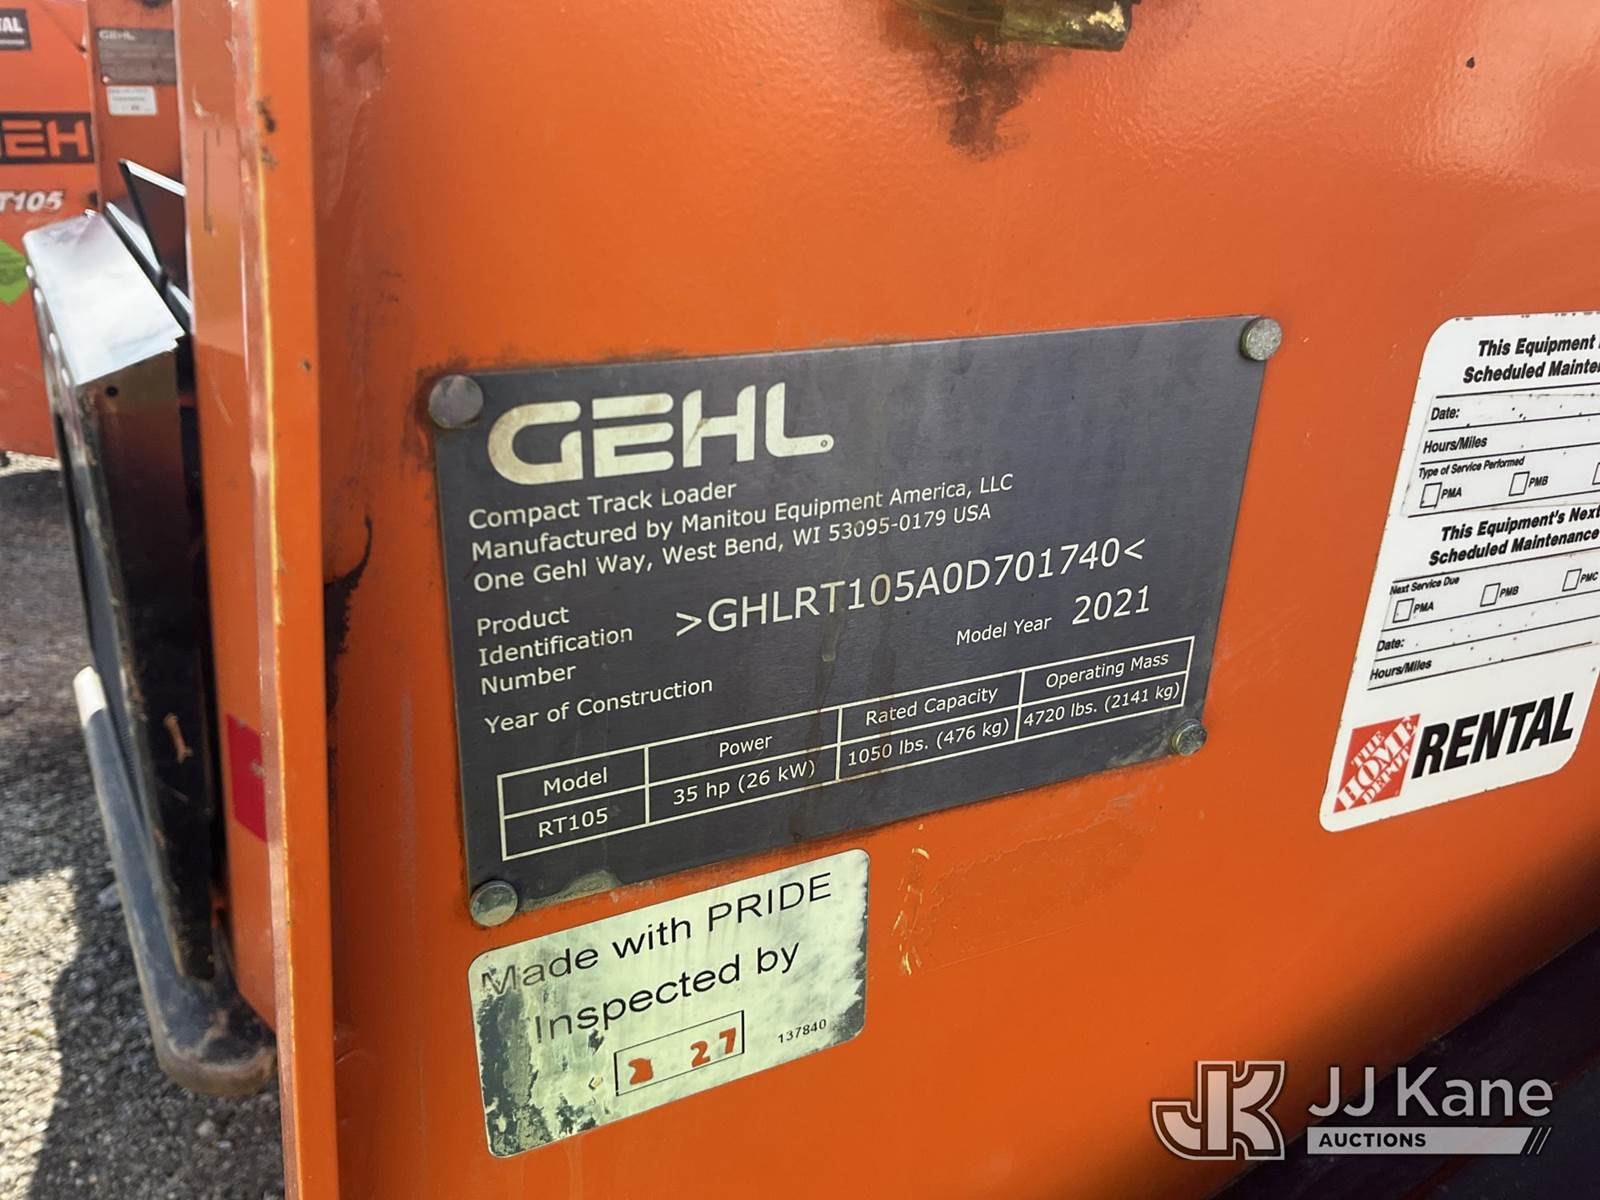 GEHL
GEHL
T105
GEHL
Compact Track Loader
Manufactured by Manitou Equipment America, LLC
One Gehl Way, West Bend, WI 53095-0179 USA
Product
Identification
Number
>GHLRT105A0D701740<
Year of Construction
Model Year 2021
Model Power Rated Capacity Operating Mass
RT105 35 hp (26 kW) 1050 lbs. (476 kg) 4720 lbs. (2141 kg)
Made with PRIDE
Inspected by
27
137840
This Equipment
Scheduled
Date:
Hours/Miles
Type of Service Performed
PMA PMB
This Equipment's Next
Scheduled Maintenance
Next Service Due
PMA PMB PMC
Date:
Hours/Miles
THE HOME DEPOT RENTAL
JJ Kane
AUCTIONS